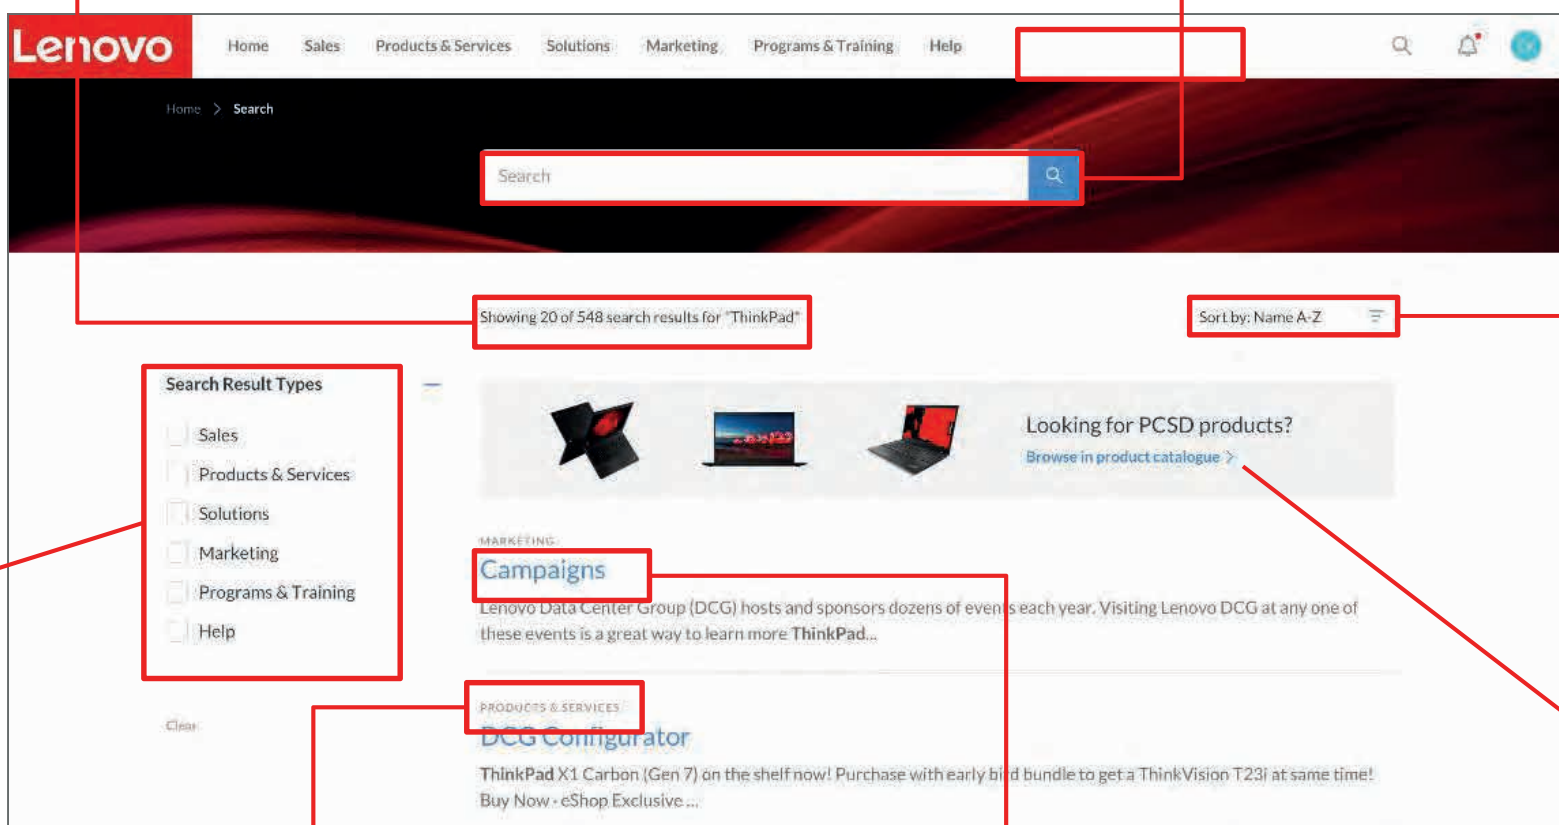 Lenovo
Home Sales Products & Services Solutions Marketing Programs & Training Help
Home > Search
Search
Showing 20 of 548 search results for "ThinkPad"
Sort by: Name A-Z
Search Result Types
Sales
Products & Services
Solutions
Marketing
Programs & Training
Help
Clear
Looking for PCSD products?
Browse in product catalogue >
MARKETING
Campaigns
Lenovo Data Center Group (DCG) hosts and sponsors dozens of events each year. Visiting Lenovo DCG at any one of
these events is a great way to learn more ThinkPad...
PRODUCTS & SERVICES
DCG Configurator
ThinkPad X1 Carbon (Gen 7) on the shelf now! Purchase with early bird bundle to get a ThinkVision T23i at same time!
Buy Now - eShop Exclusive ...